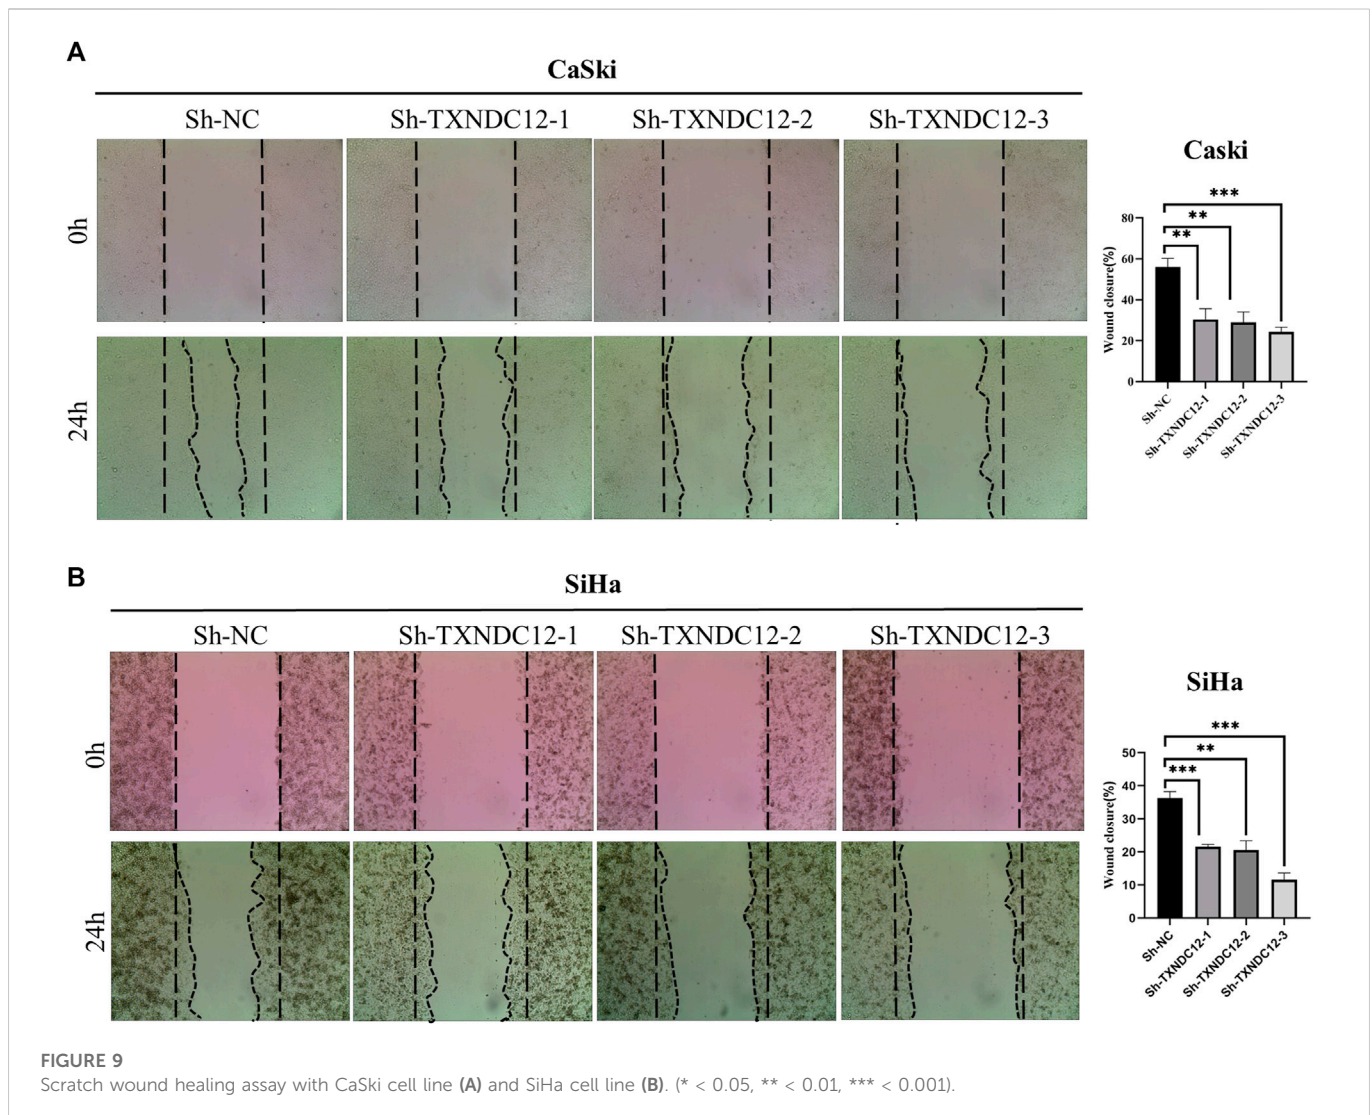 A
CaSki
Sh-NC Sh-TXNDC12-1 Sh-TXNDC12-2 Sh-TXNDC12-3
0h
24h
Caski
***
**
**
Wound closure(%)
80
60
40
20
0
Sh-NC
Sh-TXNDC12-1
Sh-TXNDC12-2
Sh-TXNDC12-3
B
SiHa
Sh-NC Sh-TXNDC12-1 Sh-TXNDC12-2 Sh-TXNDC12-3
0h
24h
SiHa
***
**
***
Wound closure(%)
50
40
30
20
10
0
Sh-NC
Sh-TXNDC12-1
Sh-TXNDC12-2
Sh-TXNDC12-3
FIGURE 9
Scratch wound healing assay with CaSki cell line (A) and SiHa cell line (B). (* < 0.05, ** < 0.01, *** < 0.001).